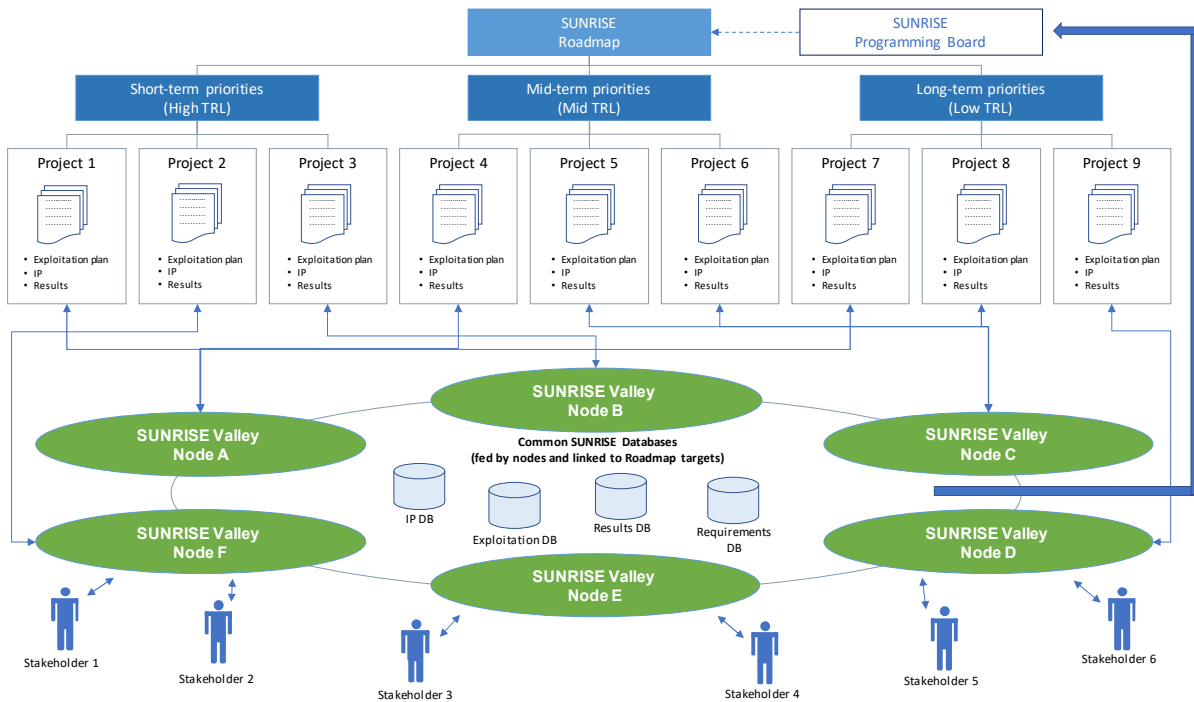 SUNRISE
Roadmap
SUNRISE
Programming Board
Short-term priorities
(High TRL)
Mid-term priorities
(Mid TRL)
Long-term priorities
(Low TRL)
Project 1
• Exploitation plan
• IP
• Results
Project 2
• Exploitation plan
• IP
• Results
Project 3
• Exploitation plan
• IP
• Results
Project 4
• Exploitation plan
• IP
• Results
Project 5
• Exploitation plan
• IP
• Results
Project 6
• Exploitation plan
• IP
• Results
Project 7
• Exploitation plan
• IP
• Results
Project 8
• Exploitation plan
• IP
• Results
Project 9
• Exploitation plan
• IP
• Results
SUNRISE Valley
Node B
SUNRISE Valley
Node A
SUNRISE Valley
Node C
Common SUNRISE Databases
(fed by nodes and linked to Roadmap targets)
IP DB
Exploitation DB
Results DB
Requirements
DB
SUNRISE Valley
Node F
SUNRISE Valley
Node D
SUNRISE Valley
Node E
Stakeholder 1
Stakeholder 2
Stakeholder 3
Stakeholder 4
Stakeholder 5
Stakeholder 6